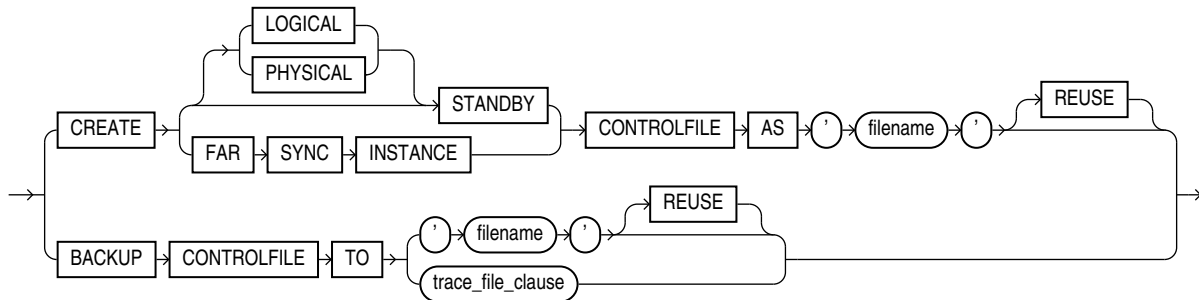 LOGICAL
PHYSICAL
REUSE
STANDBY
CREATE CONTROLFILE AS ' filename '
FAR SYNC INSTANCE
REUSE
BACKUP CONTROLFILE TO ' filename '
trace_file_clause